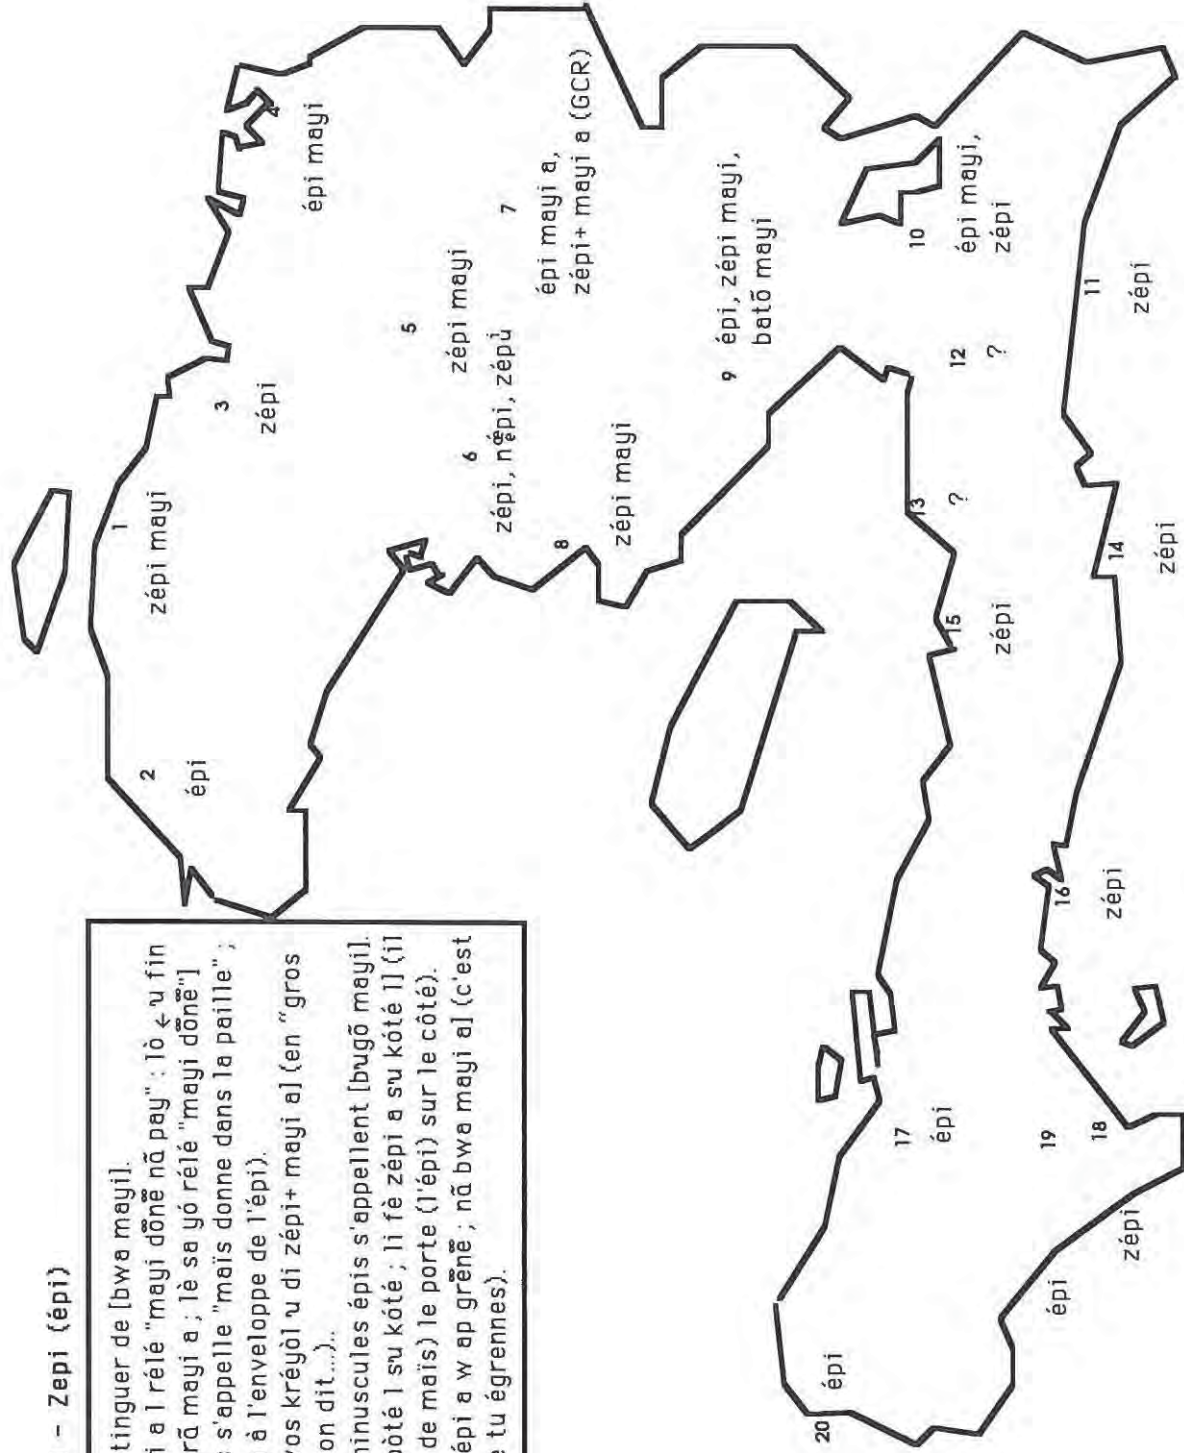 – Zepi (épi)
tinguer de [bwa mayi].
i a l rélé "mayi dõnẽ nã pay" : lò ←u fin
rã mayi a ; lè sa yó rélé "mayi dõnẽ"]
s'appelle "maïs donne dans la paille" ;
à l'enveloppe de l'épi).
os kréyòl u di zépi+ mayi a] (en "gros
on dit...)..
minuscules épis s'appellent [bugõ mayi].
pòté l su kóté ; li fè zépi a su kóté l] (il
de maïs) le porte (l'épi) sur le côté).
épi a w ap grẽnẽ ; nã bwa mayi a] (c'est
e tu égrennes).
1
zépi mayi
2
épi
3
zépi
4
épi mayi
5
zépi mayi
6
zépi, zépu
7
épi mayi a,
zépi+ mayi a (GCR)
8
zépi mayi
9 épi, zépi mayi,
batõ mayi
10
épi mayi,
zépi
11
zépi
12
?
13
?
14
zépi
15
zépi
16
zépi
17
épi
18
zépi
19
épi
20
épi